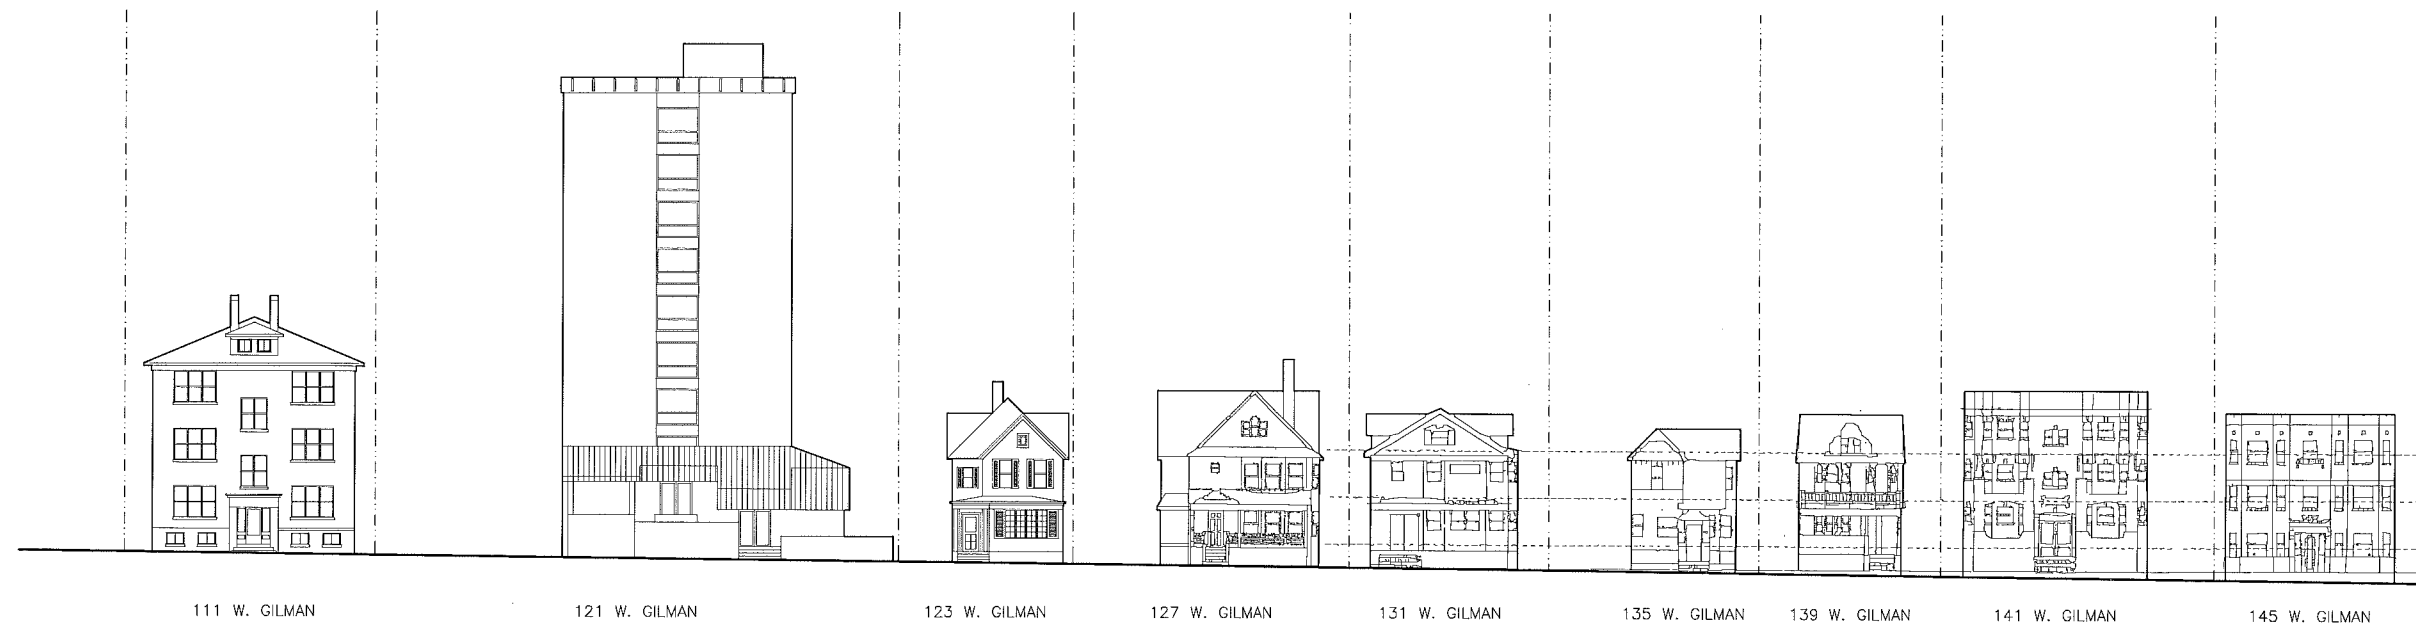 111 W. GILMAN
121 W. GILMAN
123 W. GILMAN
127 W. GILMAN
131 W. GILMAN
135 W. GILMAN
139 W. GILMAN
141 W. GILMAN
145 W. GILMAN